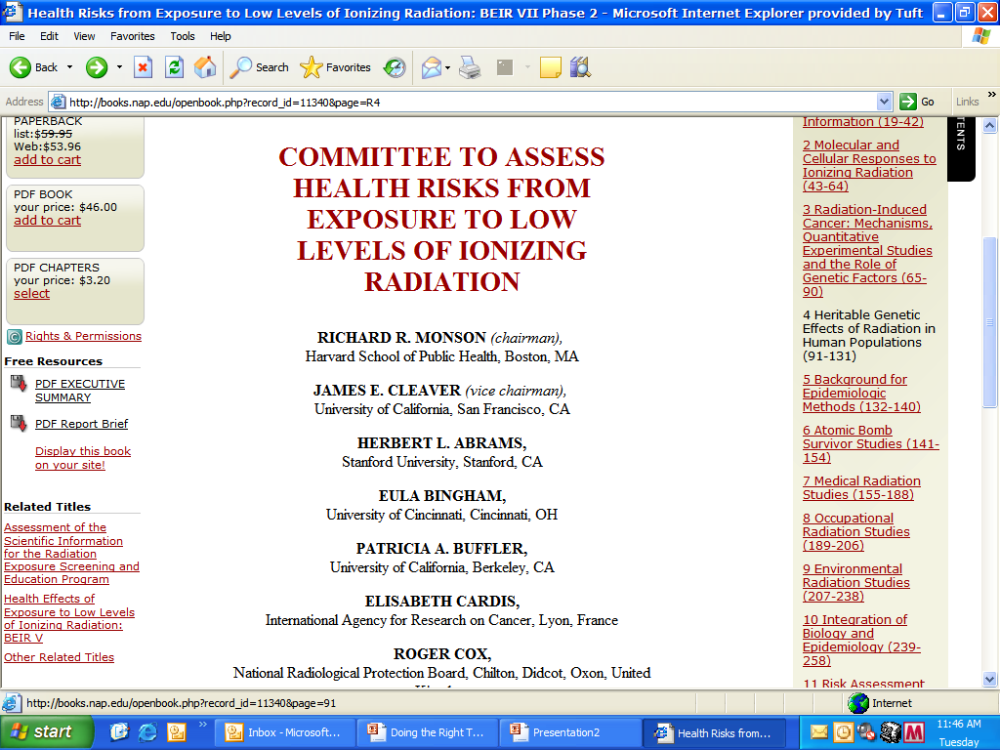 Health Risks from Exposure to Low Levels of Ionizing Radiation: BEIR VII Phase 2 - Microsoft Internet Explorer provided by Tuft
File Edit View Favorites Tools Help
Back Search Favorites
Address http://books.nap.edu/openbook.php?record_id=11340&page=R4 Go Links »
PAPERBACK
list:$59.95
Web:$53.96
add to cart
PDF BOOK
your price: $46.00
add to cart
PDF CHAPTERS
your price: $3.20
select
© Rights & Permissions
Free Resources
PDF EXECUTIVE
SUMMARY
PDF Report Brief
Display this book
on your site!
Related Titles
Assessment of the
Scientific Information
for the Radiation
Exposure Screening and
Education Program
Health Effects of
Exposure to Low Levels
of Ionizing Radiation:
BEIR V
Other Related Titles
COMMITTEE TO ASSESS
HEALTH RISKS FROM
EXPOSURE TO LOW
LEVELS OF IONIZING
RADIATION
RICHARD R. MONSON (chairman),
Harvard School of Public Health, Boston, MA
JAMES E. CLEAVER (vice chairman),
University of California, San Francisco, CA
HERBERT L. ABRAMS,
Stanford University, Stanford, CA
EULA BINGHAM,
University of Cincinnati, Cincinnati, OH
PATRICIA A. BUFFLER,
University of California, Berkeley, CA
ELISABETH CARDIS,
International Agency for Research on Cancer, Lyon, France
ROGER COX,
National Radiological Protection Board, Chilton, Didcot, Oxon, United
Information (19-42)
2 Molecular and
Cellular Responses to
Ionizing Radiation
(43-64)
3 Radiation-Induced
Cancer: Mechanisms,
Quantitative
Experimental Studies
and the Role of
Genetic Factors (65-
90)
4 Heritable Genetic
Effects of Radiation in
Human Populations
(91-131)
5 Background for
Epidemiologic
Methods (132-140)
6 Atomic Bomb
Survivor Studies (141-
154)
7 Medical Radiation
Studies (155-188)
8 Occupational
Radiation Studies
(189-206)
9 Environmental
Radiation Studies
(207-238)
10 Integration of
Biology and
Epidemiology (239-
258)
11 Risk Assessment
TENTS
http://books.nap.edu/openbook.php?record_id=11340&page=91 Internet
start » Inbox - Microsoft... Doing the Right T... Presentation2 Health Risks from... 11:46 AM
Tuesday